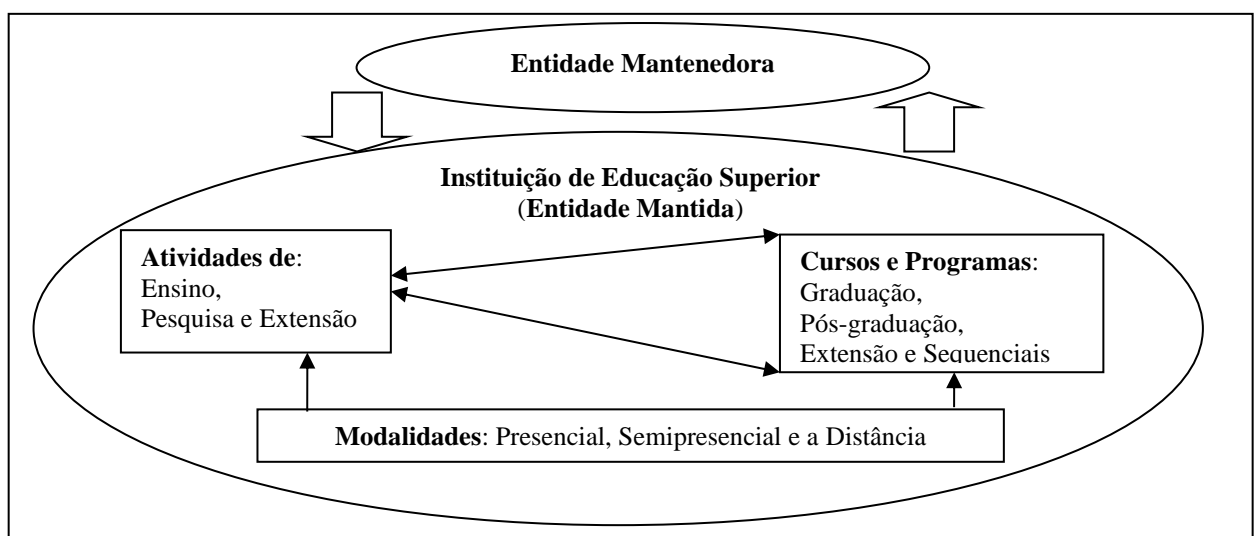 Entidade Mantenedora
Instituição de Educação Superior
(Entidade Mantida)
Atividades de:
Ensino,
Pesquisa e Extensão
Cursos e Programas:
Graduação,
Pós-graduação,
Extensão e Sequenciais
Modalidades: Presencial, Semipresencial e a Distância